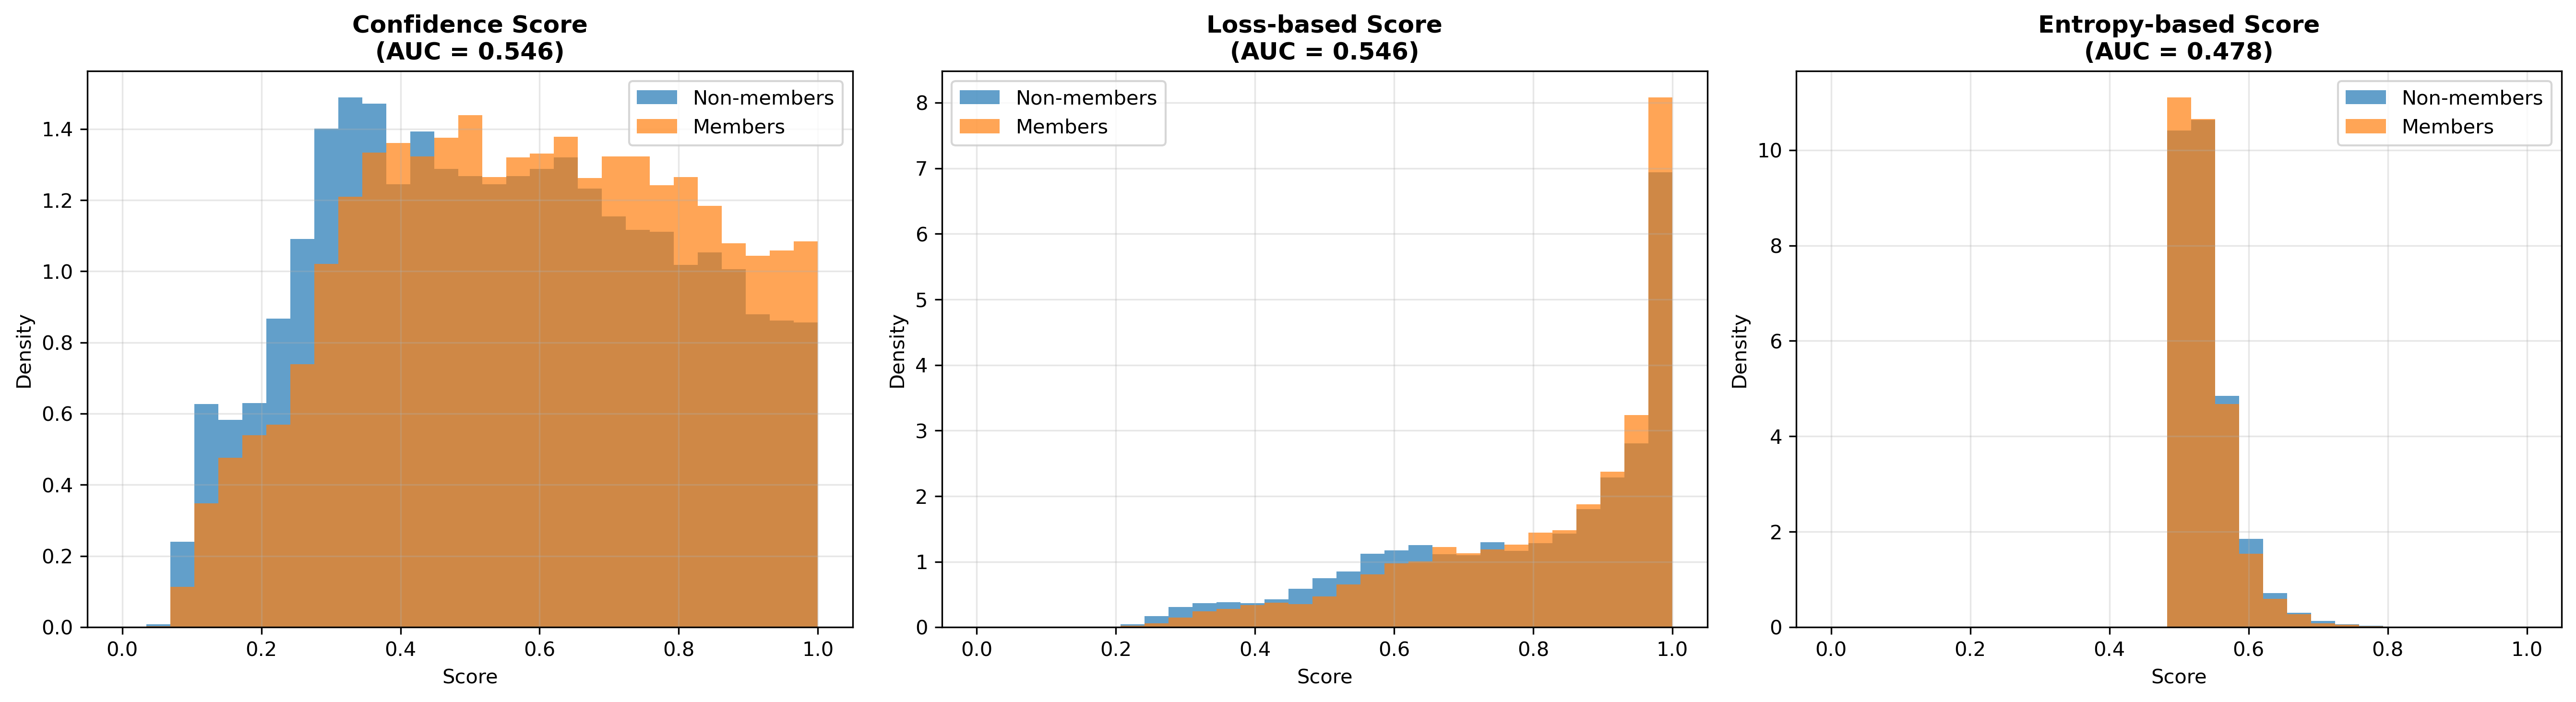 Confidence Score
(AUC = 0.546)
Non-members
Members
1.4
1.2
1.0
0.8
0.6
0.4
0.2
0.0
Density
0.0 0.2 0.4 0.6 0.8 1.0
Score
Loss-based Score
(AUC = 0.546)
Non-members
Members
8
7
6
5
4
3
2
1
0
Density
0.0 0.2 0.4 0.6 0.8 1.0
Score
Entropy-based Score
(AUC = 0.478)
Non-members
Members
10
8
6
4
2
0
Density
0.0 0.2 0.4 0.6 0.8 1.0
Score